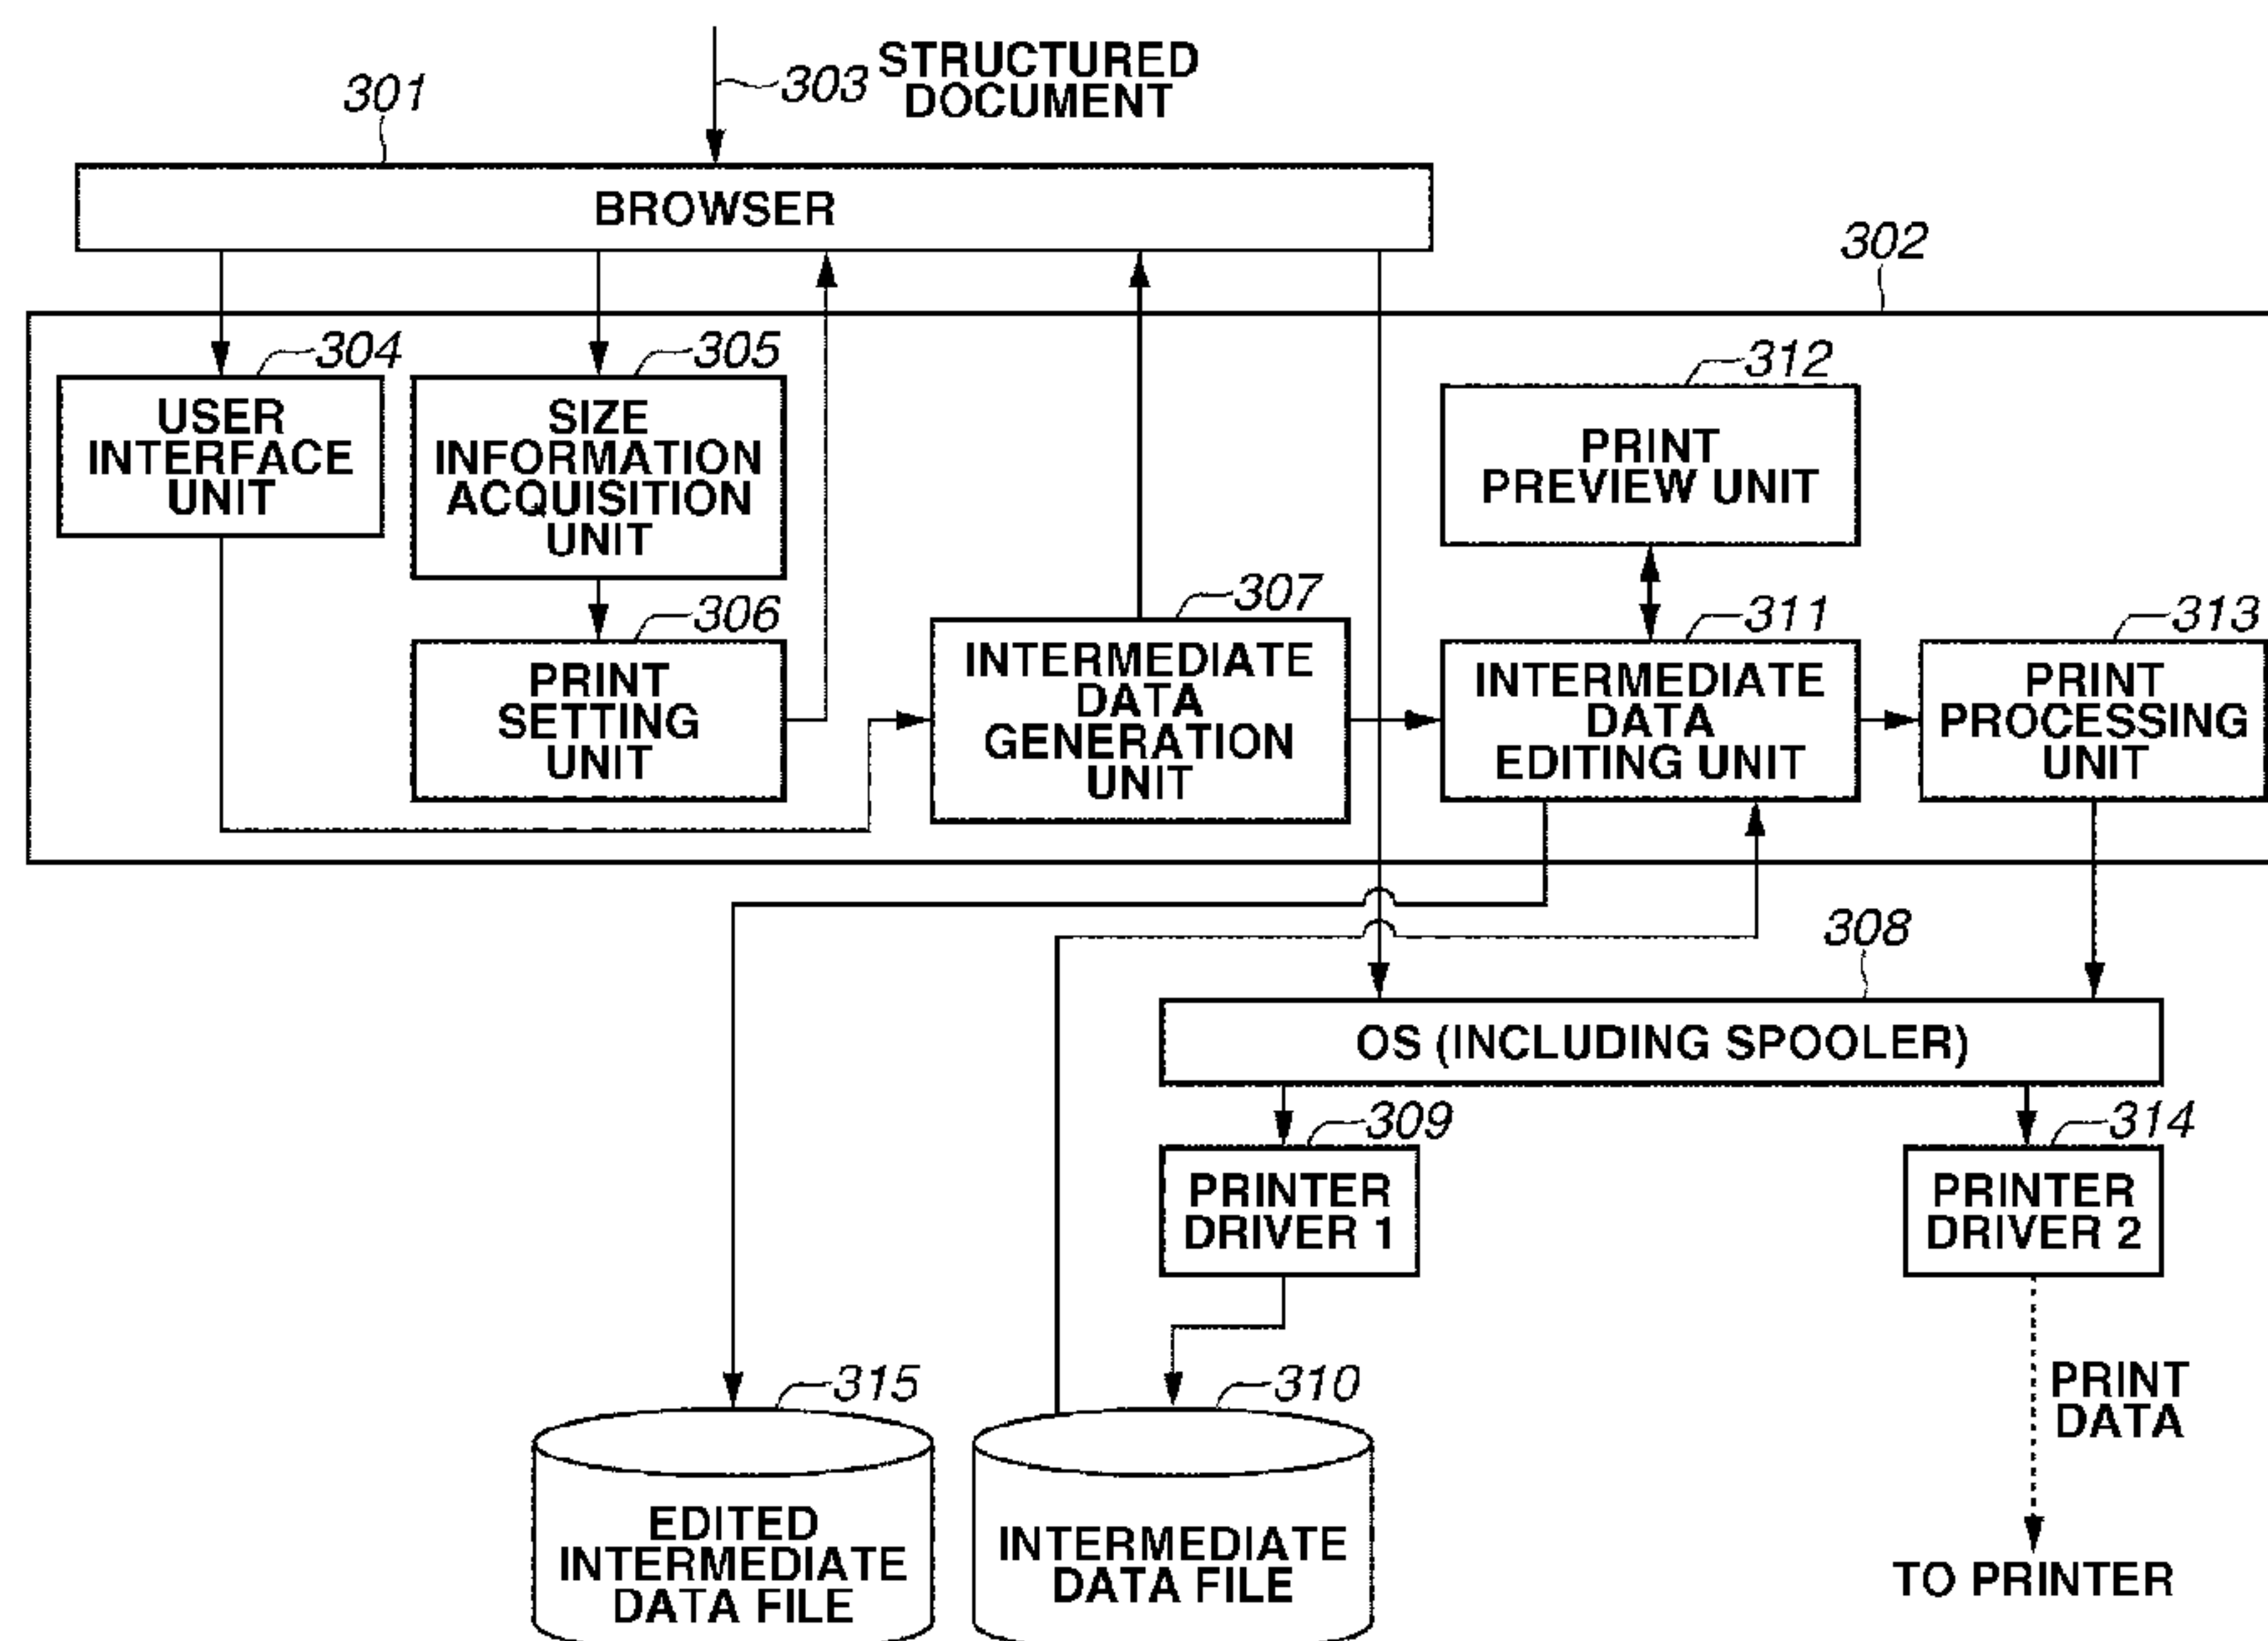 303 STRUCTURED
DOCUMENT
301
BROWSER
302
304
USER
INTERFACE
UNIT
305
SIZE
INFORMATION
ACQUISITION
UNIT
312
PRINT
PREVIEW UNIT
306
PRINT
SETTING
UNIT
307
INTERMEDIATE
DATA
GENERATION
UNIT
311
INTERMEDIATE
DATA
EDITING UNIT
313
PRINT
PROCESSING
UNIT
308
OS (INCLUDING SPOOLER)
309
PRINTER
DRIVER 1
314
PRINTER
DRIVER 2
315
EDITED
INTERMEDIATE
DATA FILE
310
INTERMEDIATE
DATA FILE
PRINT
DATA
TO PRINTER